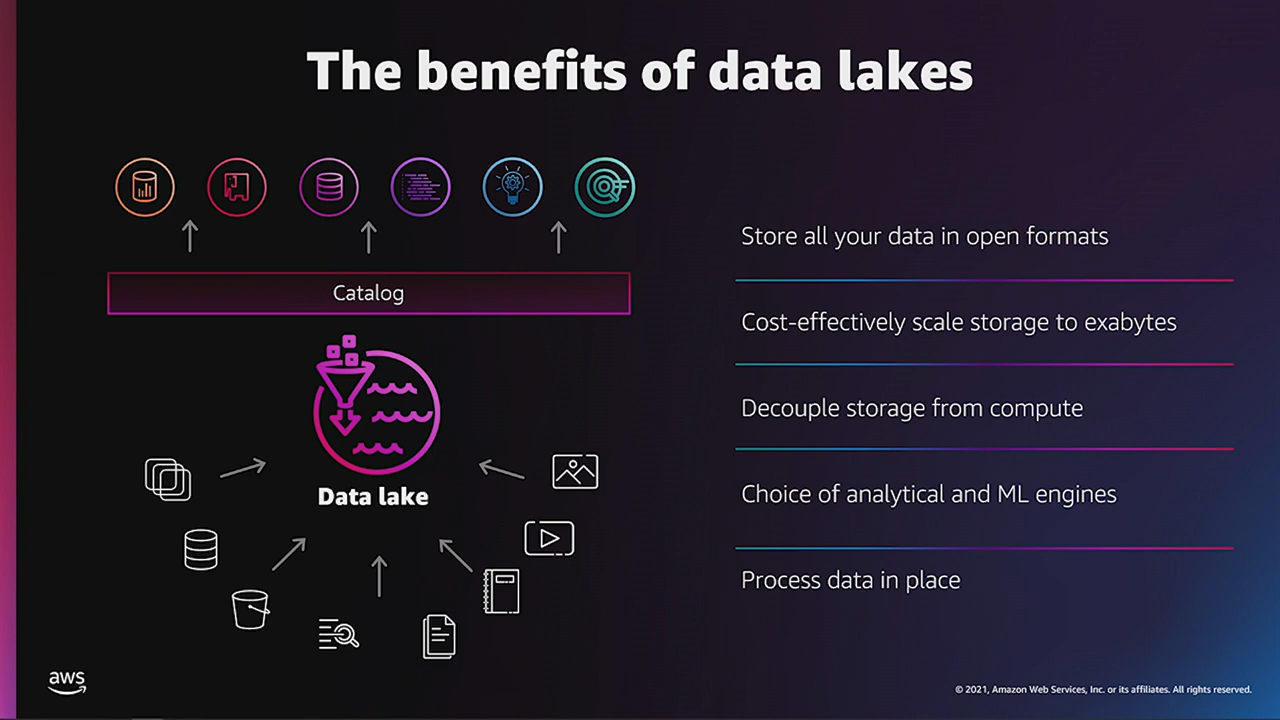 The benefits of data lakes
Catalog
Data lake
Store all your data in open formats
Cost-effectively scale storage to exabytes
Decouple storage from compute
Choice of analytical and ML engines
Process data in place
aws
© 2021, Amazon Web Services, Inc. or its affiliates. All rights reserved.